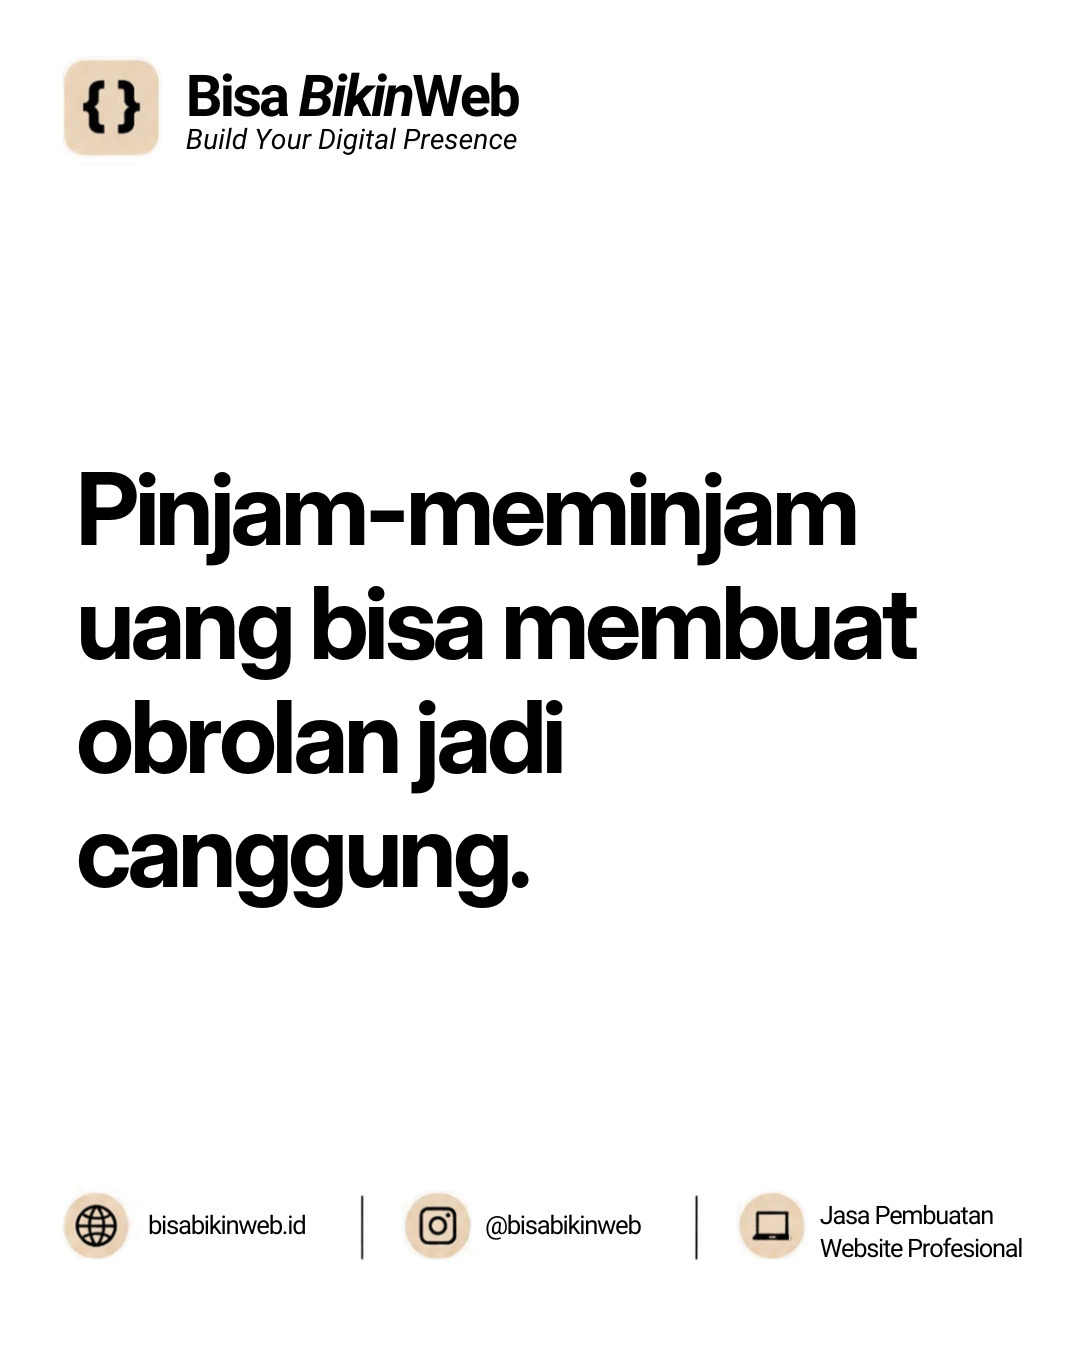 { }
Bisa BikinWeb
Build Your Digital Presence
Pinjam-meminjam
uang bisa membuat
obrolan jadi
canggung.
bisabikinweb.id
@bisabikinweb
Jasa Pembuatan
Website Profesional